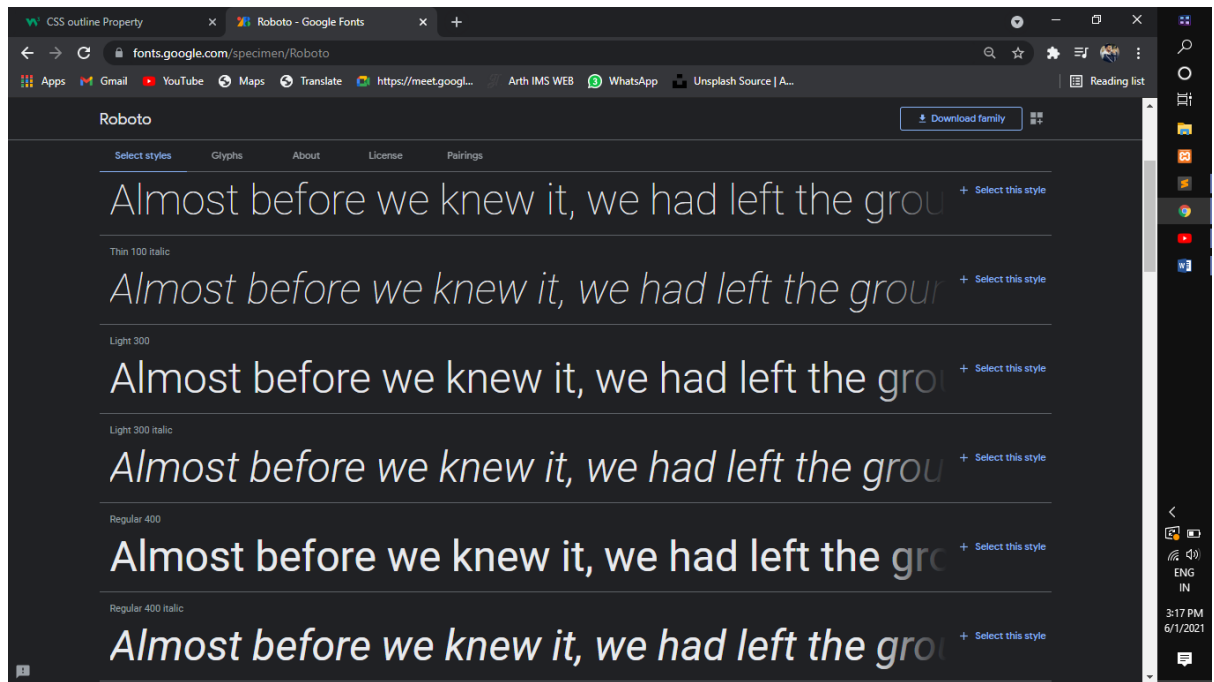 CSS outline Property
Roboto - Google Fonts
fonts.google.com/specimen/Roboto
Apps Gmail YouTube Maps Translate https://meet.googl... Arth IMS WEB 3 WhatsApp Unsplash Source | A... Reading list
Roboto Download family
Select styles Glyphs About License Pairings
Almost before we knew it, we had left the grou + Select this style
Thin 100 italic
Almost before we knew it, we had left the groun + Select this style
Light 300
Almost before we knew it, we had left the grou + Select this style
Light 300 italic
Almost before we knew it, we had left the grou + Select this style
Regular 400
Almost before we knew it, we had left the gro + Select this style
Regular 400 italic
Almost before we knew it, we had left the grou + Select this style
ENG
IN
3:17 PM
6/1/2021